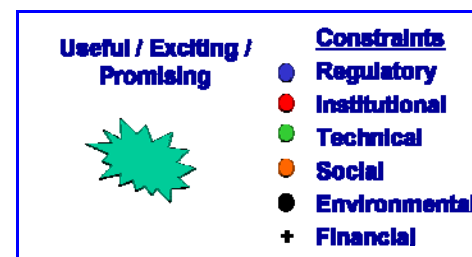 Useful / Exciting /
Promising
Constraints
Regulatory
Institutional
Technical
Social
Environmental
+ Financial